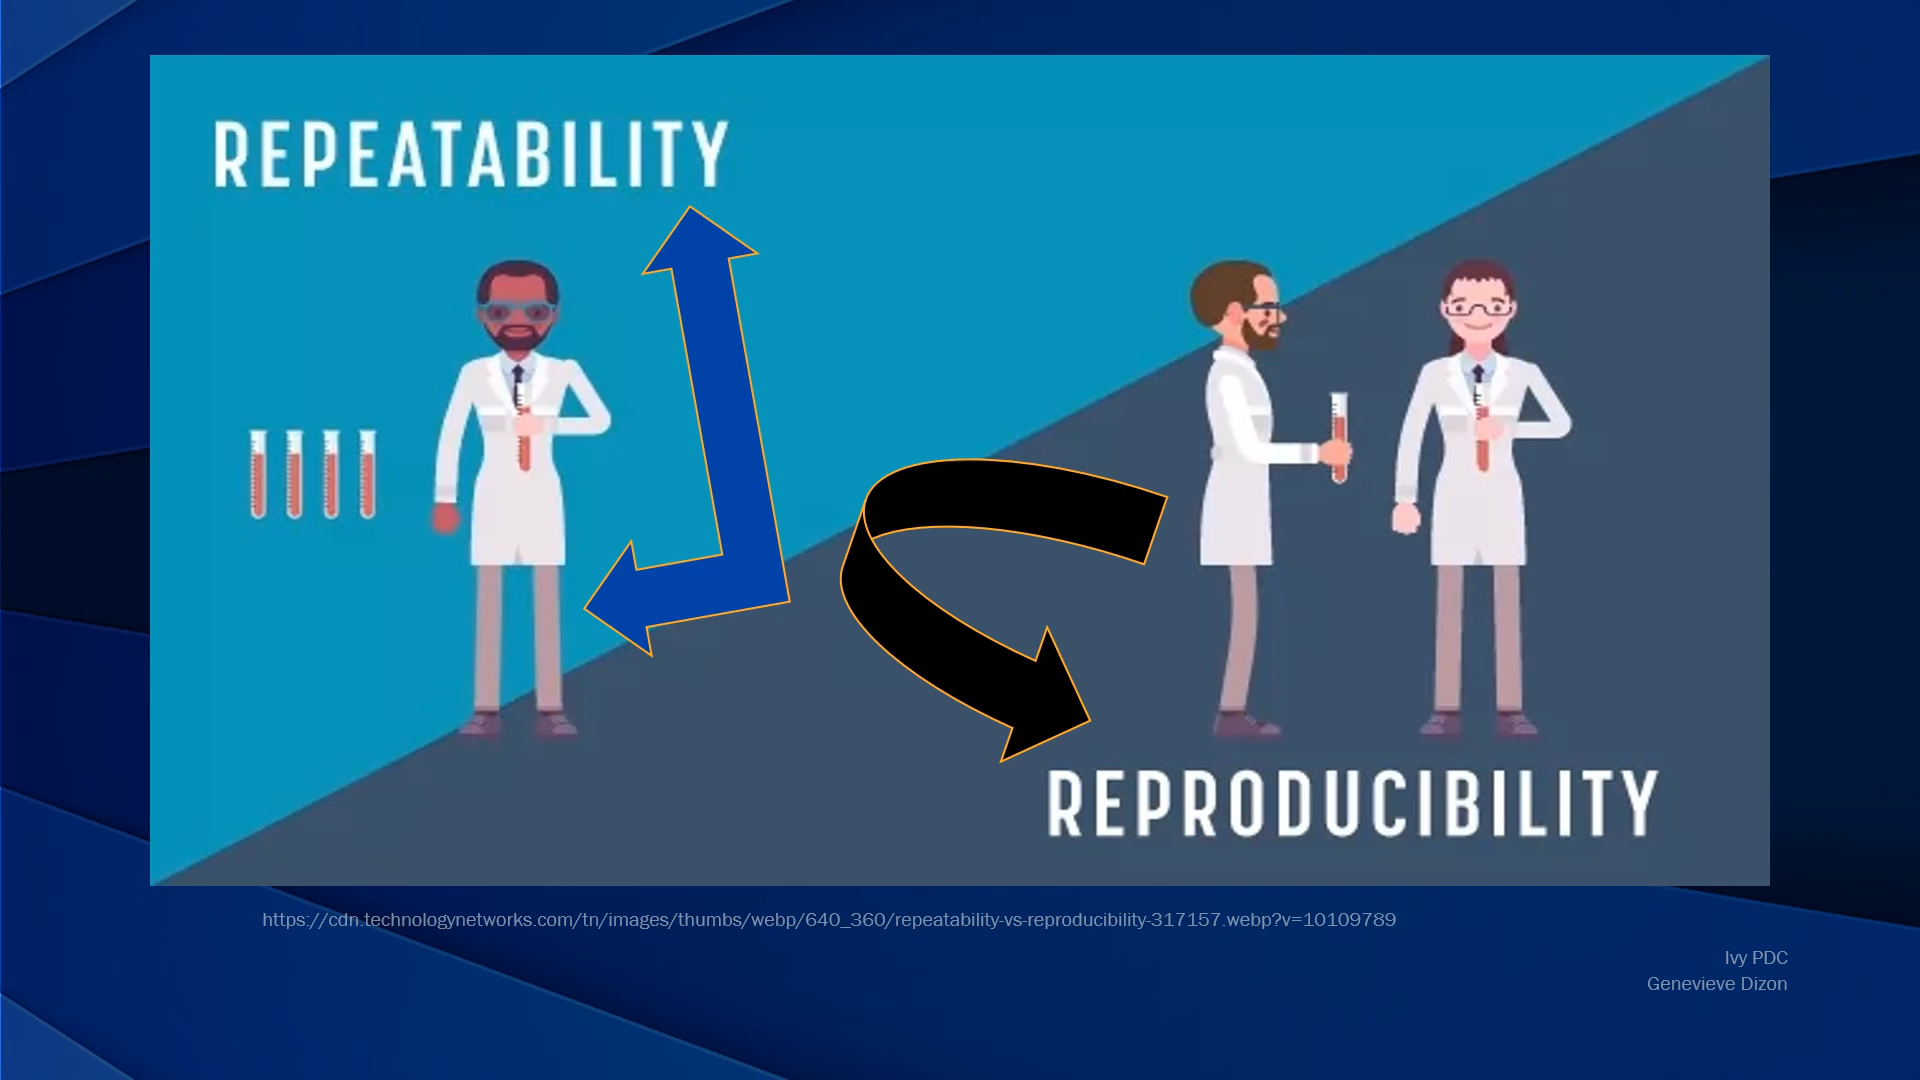 REPEATABILITY
REPRODUCIBILITY
https://cdn.technologynetworks.com/tn/images/thumbs/webp/640_360/repeatability-vs-reproducibility-317157.webp?v=10109789
Ivy PDC
Genevieve Dizon